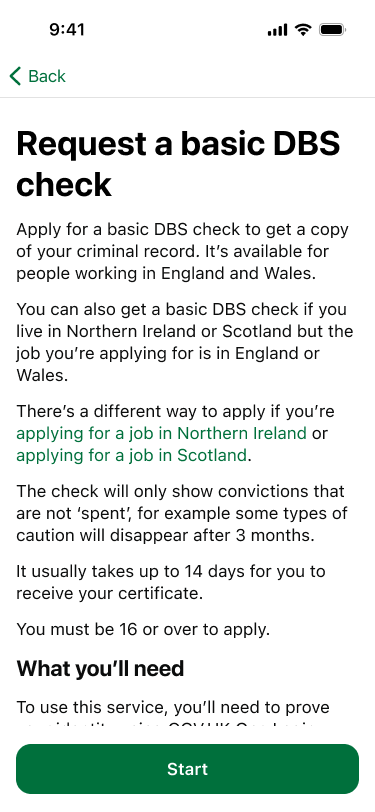 9:41
Back
Request a basic DBS
check
Apply for a basic DBS check to get a copy
of your criminal record. It’s available for
people working in England and Wales.
You can also get a basic DBS check if you
live in Northern Ireland or Scotland but the
job you’re applying for is in England or
Wales.
There’s a different way to apply if you’re
applying for a job in Northern Ireland or
applying for a job in Scotland.
The check will only show convictions that
are not ‘spent’, for example some types of
caution will disappear after 3 months.
It usually takes up to 14 days for you to
receive your certificate.
You must be 16 or over to apply.
What you’ll need
To use this service, you’ll need to prove
Start